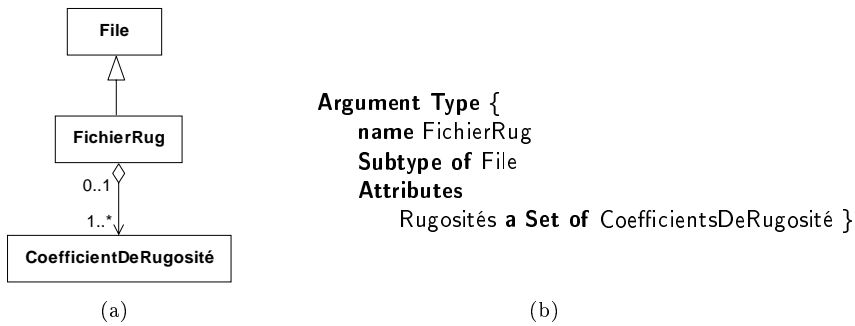 File
FichierRug
0..1
1..*
CoefficientDeRugosité
(a)
Argument Type {
name FichierRug
Subtype of File
Attributes
Rugosités a Set of CoefficientsDeRugosité }
(b)